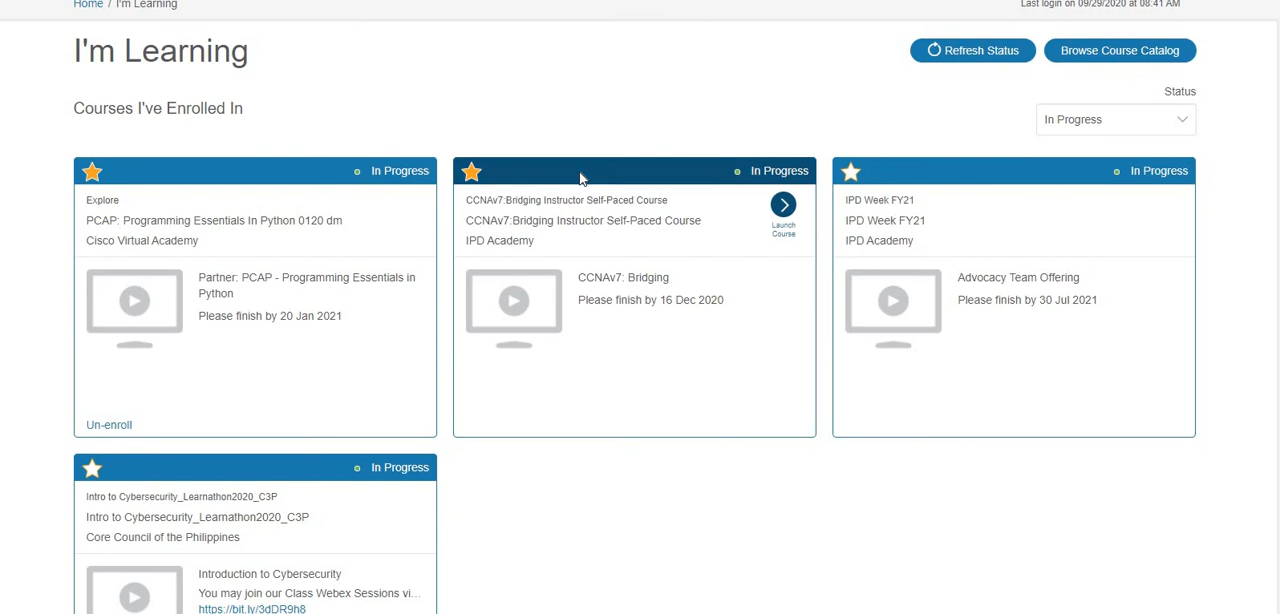 Home / I'm Learning
Last login on 09/29/2020 at 08:41 AM
I'm Learning
Refresh Status
Browse Course Catalog
Courses I've Enrolled In
Status
In Progress
In Progress
Explore
PCAP: Programming Essentials In Python 0120 dm
Cisco Virtual Academy
Partner: PCAP - Programming Essentials in
Python
Please finish by 20 Jan 2021
Un-enroll
In Progress
CCNAv7:Bridging Instructor Self-Paced Course
CCNAv7:Bridging Instructor Self-Paced Course
IPD Academy
Launch
Course
CCNAv7: Bridging
Please finish by 16 Dec 2020
In Progress
IPD Week FY21
IPD Week FY21
IPD Academy
Advocacy Team Offering
Please finish by 30 Jul 2021
In Progress
Intro to Cybersecurity_Learnathon2020_C3P
Intro to Cybersecurity_Learnathon2020_C3P
Core Council of the Philippines
Introduction to Cybersecurity
You may join our Class Webex Sessions vi...
https://bit.ly/3dDR9h8